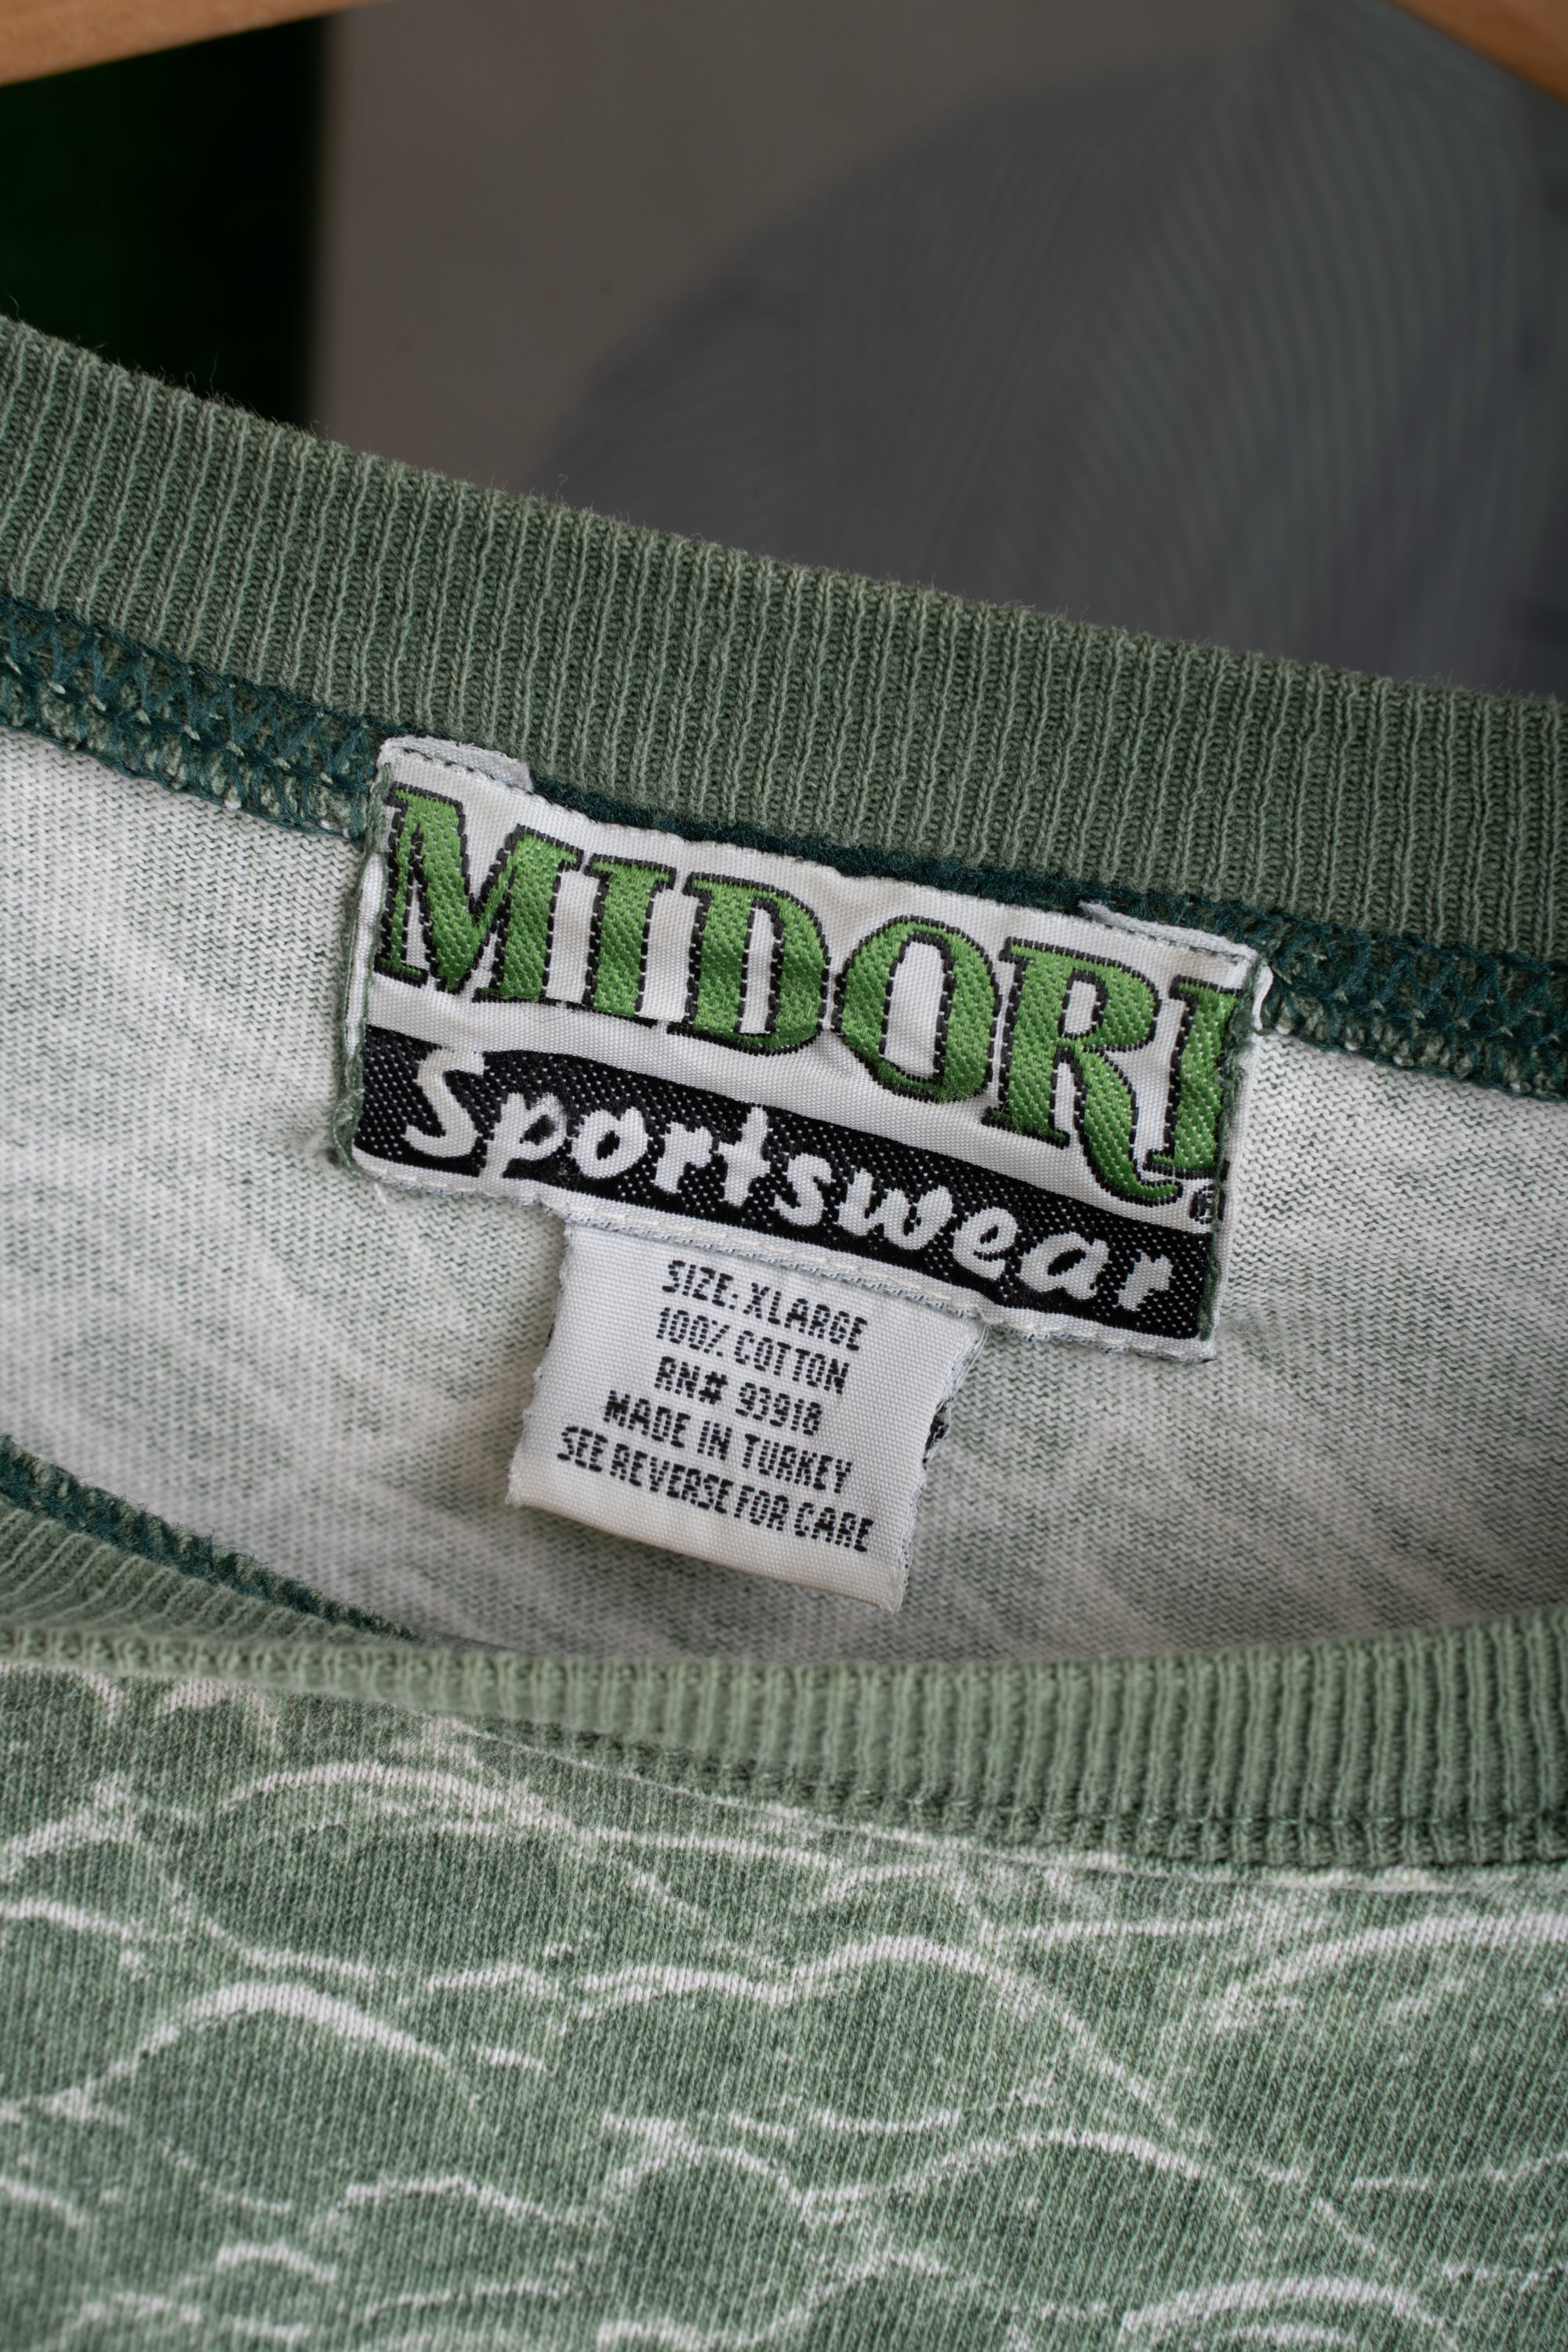 MIDORI®
Sportswear
SIZE: XLARGE
100% COTTON
RN# 93918
MADE IN TURKEY
SEE REVERSE FOR CARE